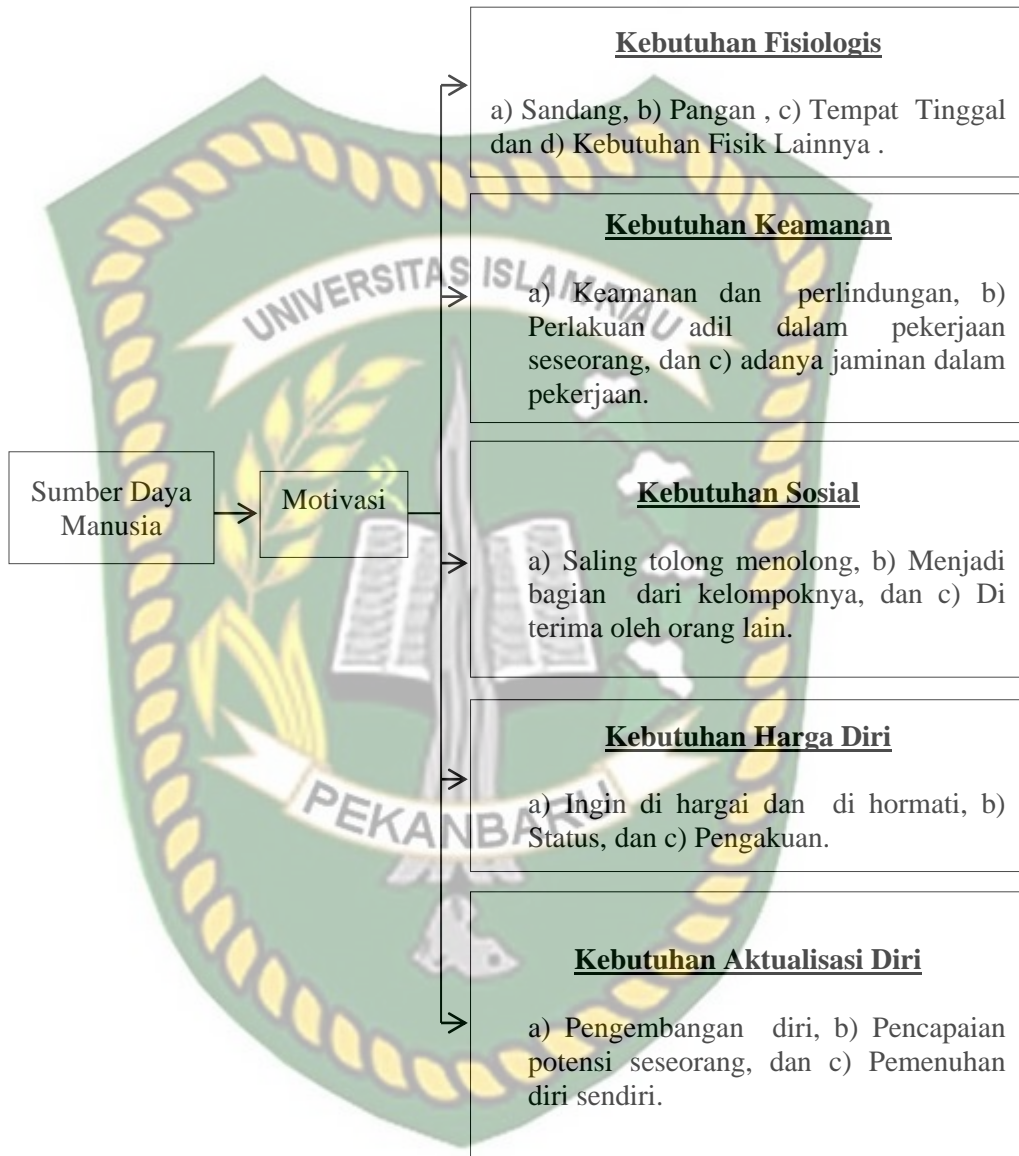 Kebutuhan Fisiologis
a) Sandang, b) Pangan , c) Tempat Tinggal
dan d) Kebutuhan Fisik Lainnya .
Kebutuhan Keamanan
a) Keamanan dan perlindungan, b)
Perlakuan adil dalam pekerjaan
seseorang, dan c) adanya jaminan dalam
pekerjaan.
UNIVERSITAS ISLAM RIAU
Sumber Daya
Manusia
Motivasi
Kebutuhan Sosial
a) Saling tolong menolong, b) Menjadi
bagian dari kelompoknya, dan c) Di
terima oleh orang lain.
Kebutuhan Harga Diri
a) Ingin di hargai dan di hormati, b)
Status, dan c) Pengakuan.
PEKANBARU
Kebutuhan Aktualisasi Diri
a) Pengembangan diri, b) Pencapaian
potensi seseorang, dan c) Pemenuhan
diri sendiri.